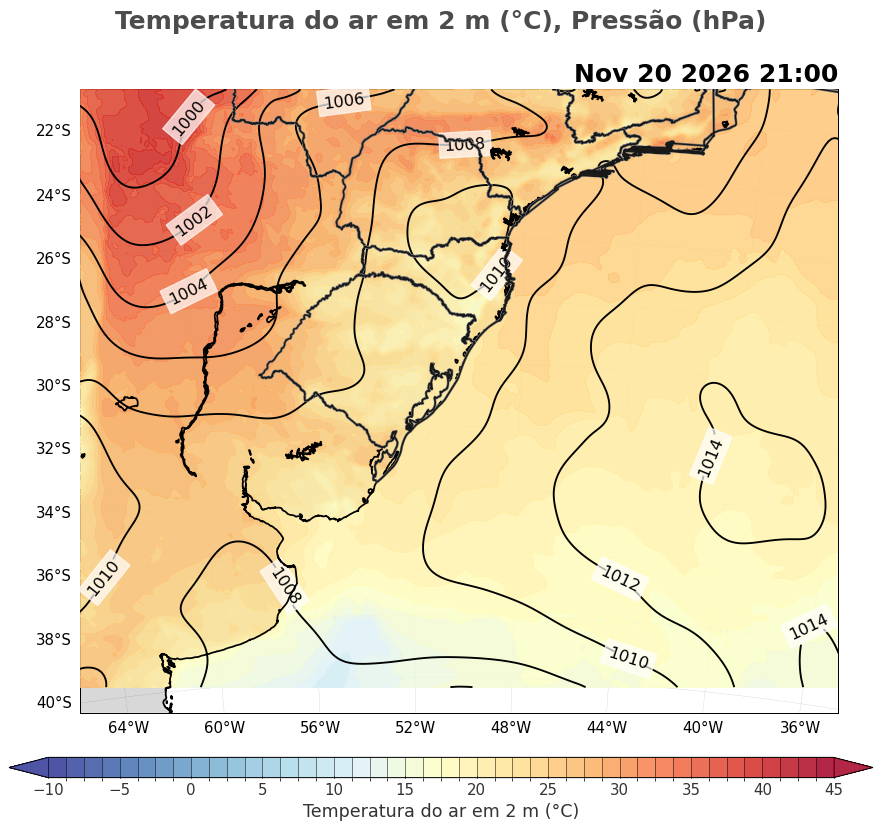 Temperatura do ar em 2 m (°C), Pressão (hPa)
Nov 20 2026 21:00
1000
1006
1008
22°S
24°S
1002
26°S
1010
1004
28°S
30°S
32°S
1014
34°S
36°S
1010
1008
1012
38°S
1014
1010
40°S
64°W 60°W 56°W 52°W 48°W 44°W 40°W 36°W
−10 −5 0 5 10 15 20 25 30 35 40 45
Temperatura do ar em 2 m (°C)